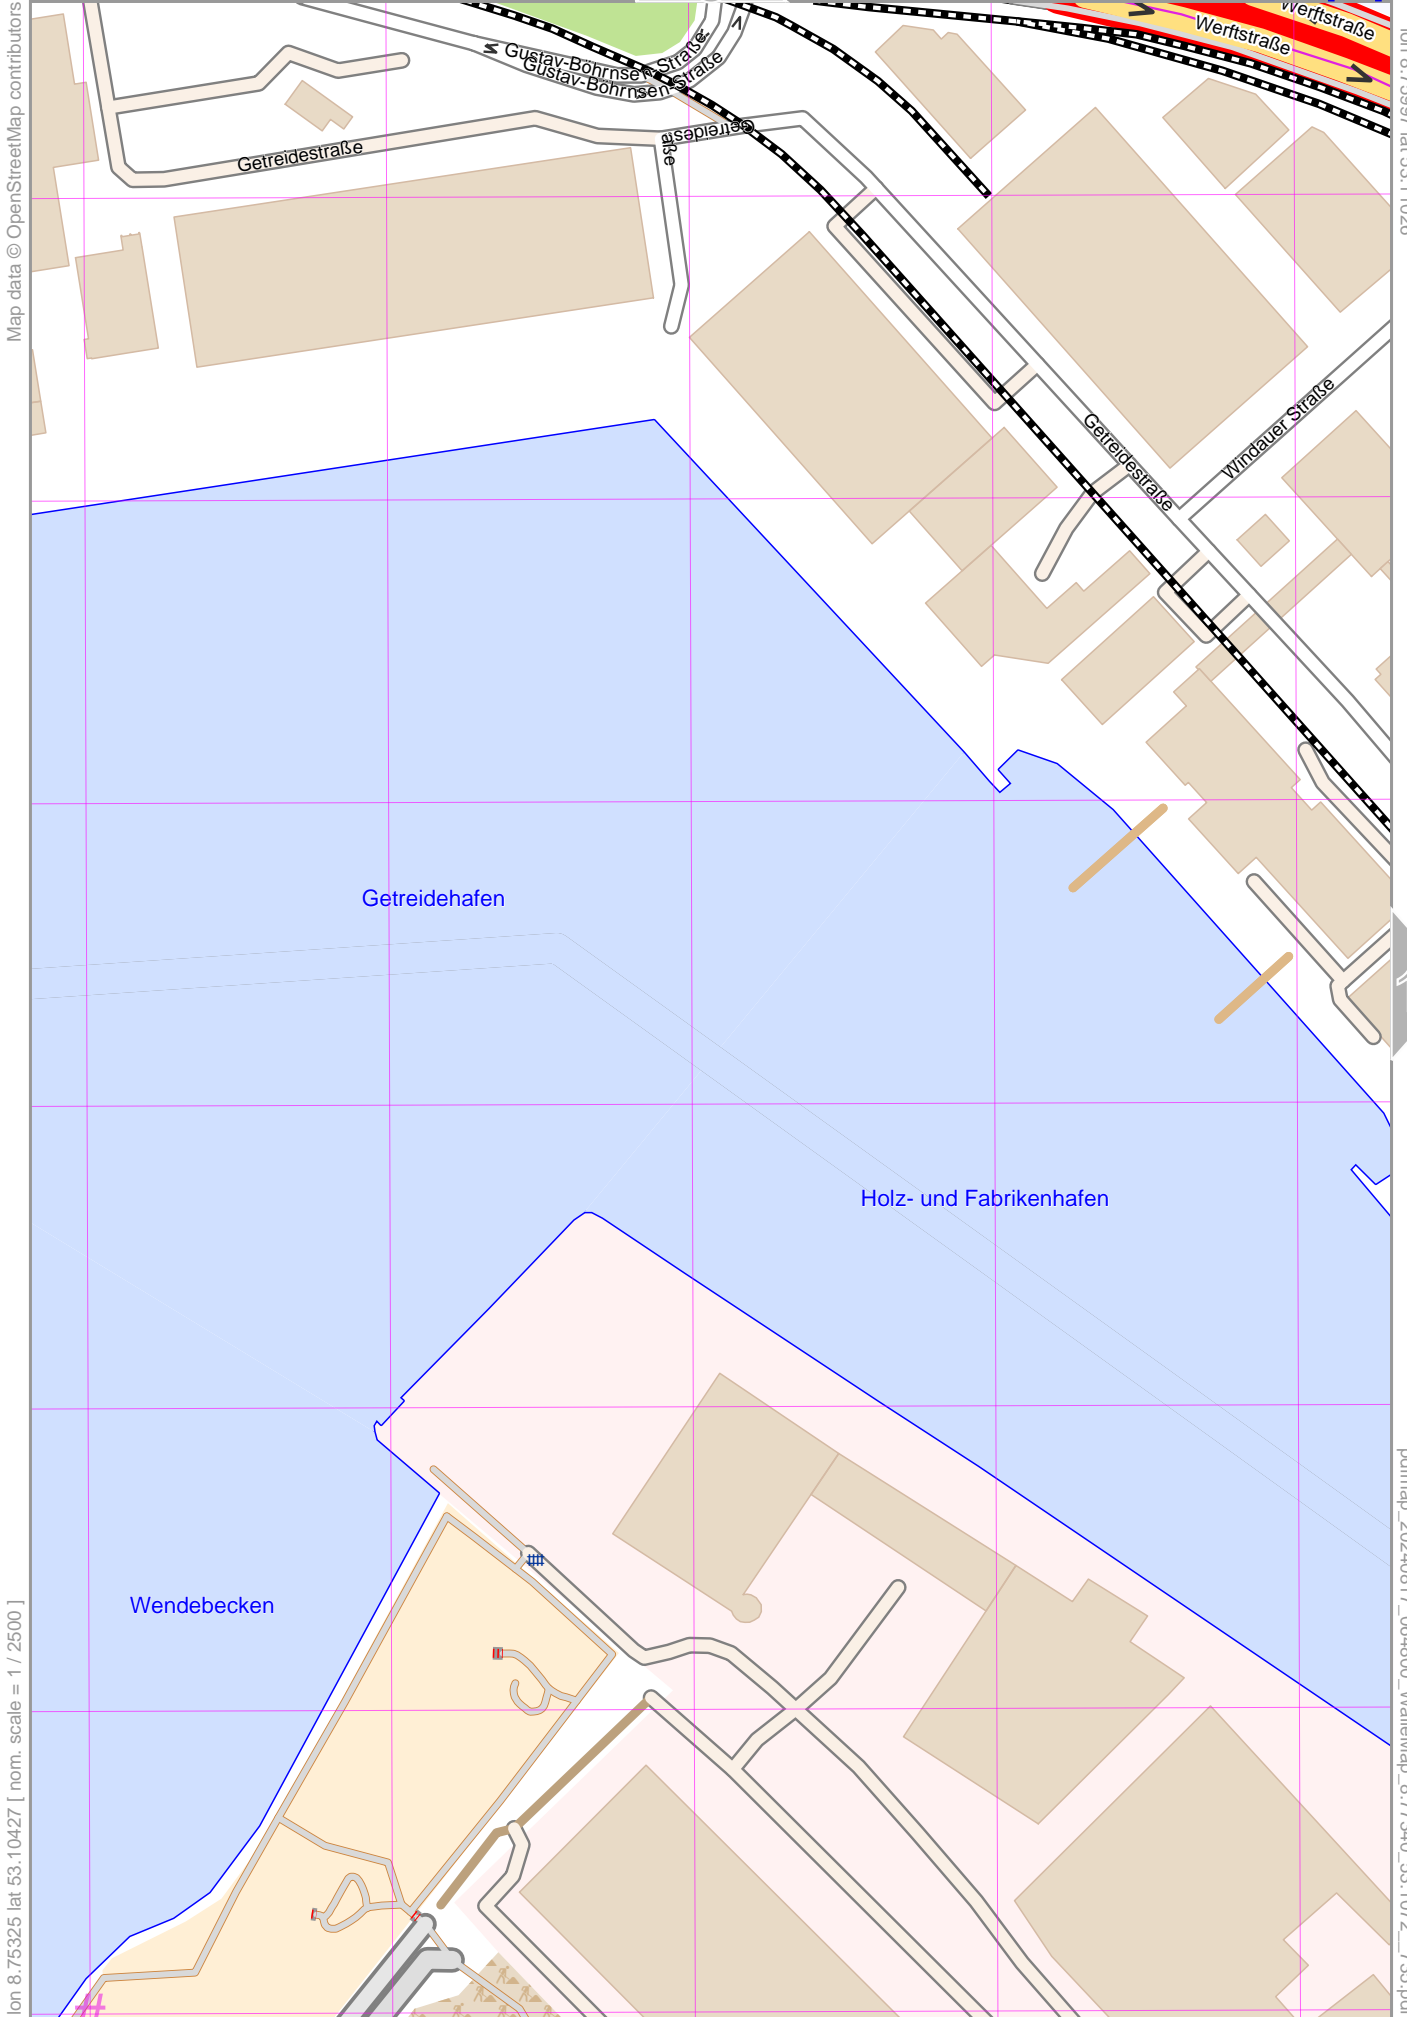 Map data © OpenStreetMap contributors
lon 8.75325 lat 53.10427 [ nom. scale = 1 / 2500 ]
Werftstraße
Werftstraße
Gustav-Böhrnsen-Straße
Gustav-Böhrnsen-Straße
Getreidestraße
Getreidestraße
Windauer Straße
Getreidehafen
Holz- und Fabrikenhafen
Wendebecken